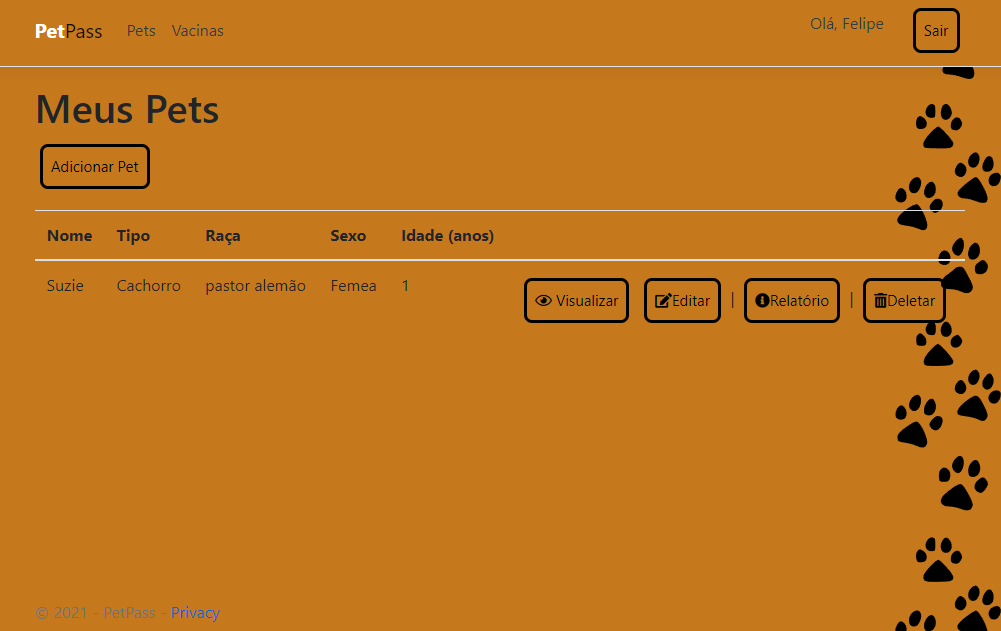 PetPass Pets Vacinas Olá, Felipe Sair
Meus Pets
Adicionar Pet
Nome Tipo Raça Sexo Idade (anos)
Suzie Cachorro pastor alemão Femea 1 Visualizar Editar | Relatório | Deletar
© 2021 - PetPass - Privacy